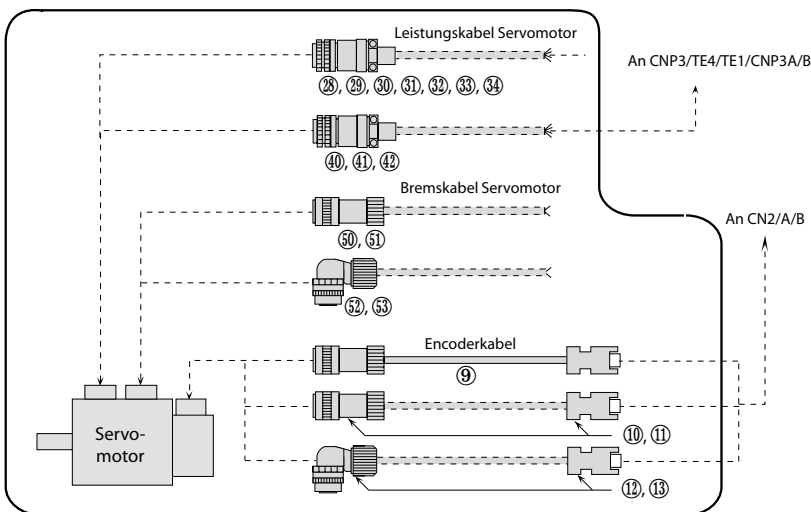 Leistungskabel Servomotor
An CNP3/TE4/TE1/CNP3A/B
㉘, ㉙, ㉚, ㉛, ㉜, ㉝, ㉞
㊵, ㊶, ㊷
Bremskabel Servomotor
An CN2/A/B
㊿, 51
52, 53
Encoderkabel
⑨
⑩, ⑪
Servo-
motor
⑫, ⑬